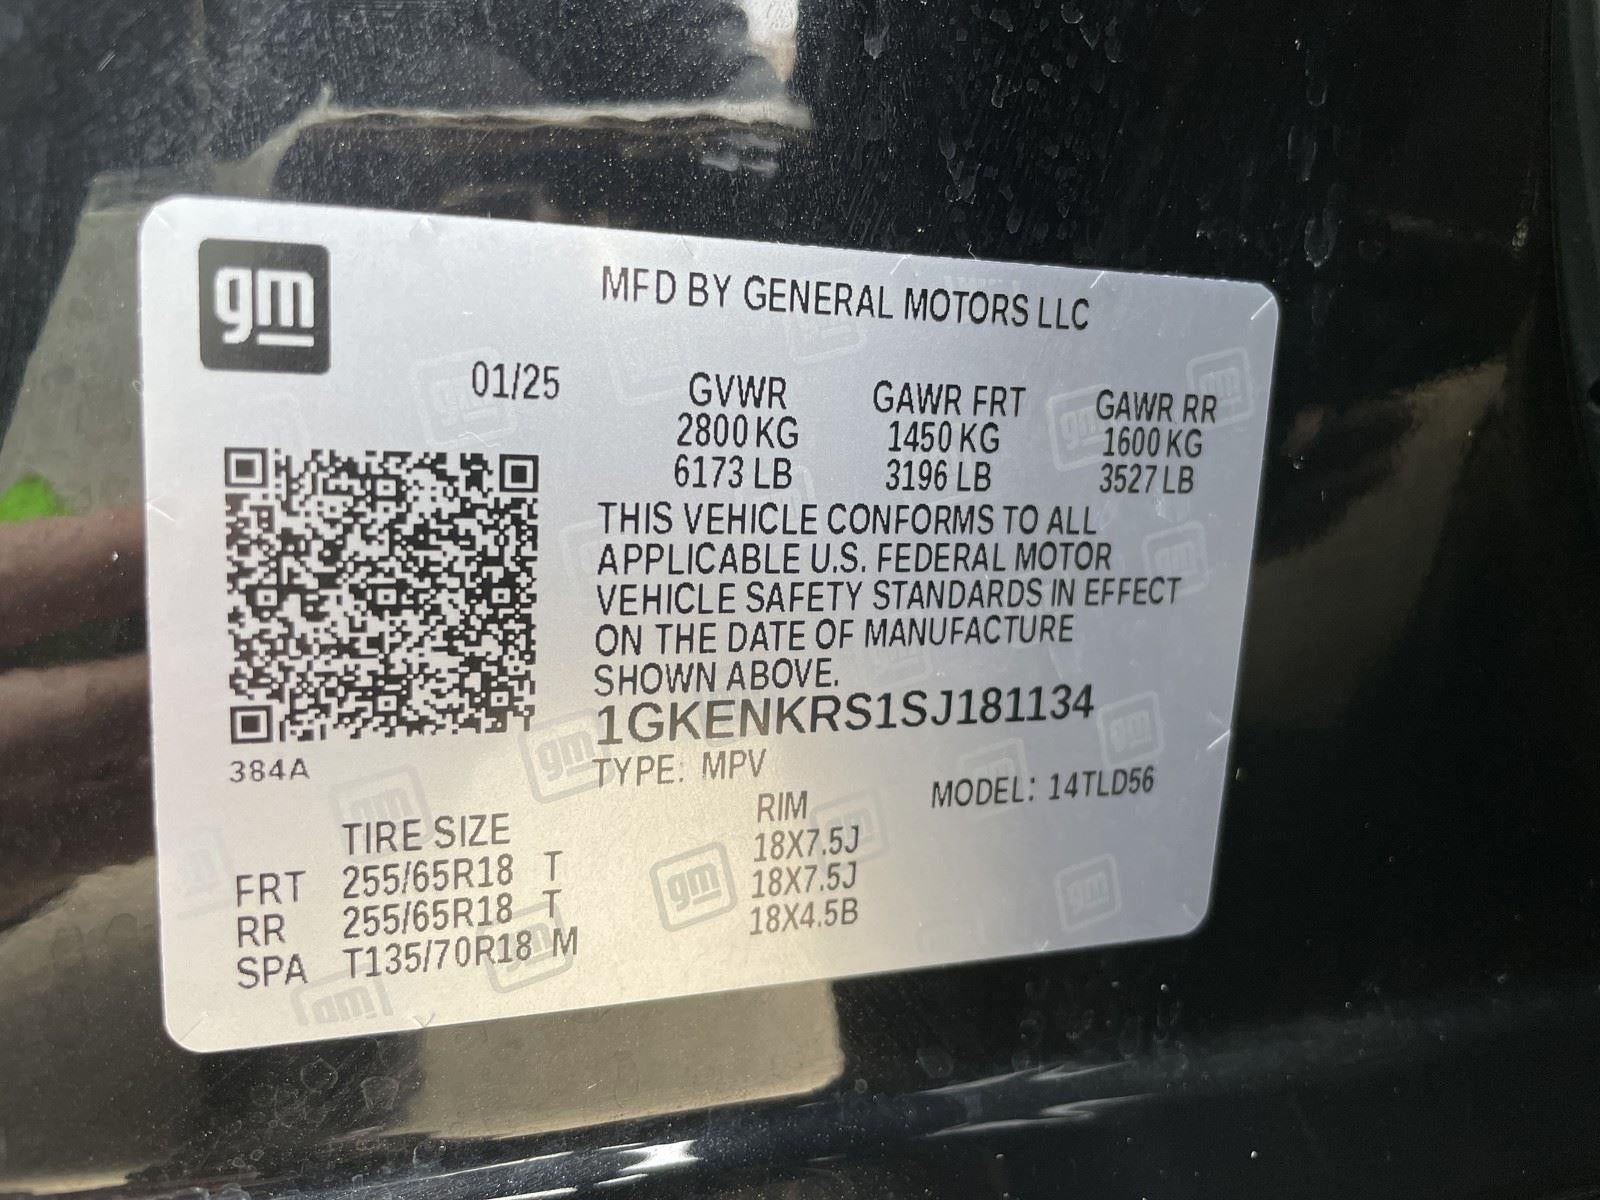 gm
MFD BY GENERAL MOTORS LLC
01/25
GVWR GAWR FRT GAWR RR
2800 KG 1450 KG 1600 KG
6173 LB 3196 LB 3527 LB
THIS VEHICLE CONFORMS TO ALL
APPLICABLE U.S. FEDERAL MOTOR
VEHICLE SAFETY STANDARDS IN EFFECT
ON THE DATE OF MANUFACTURE
SHOWN ABOVE.
1GKENKRS1SJ181134
384A
TYPE: MPV MODEL: 14TLD56
TIRE SIZE RIM
FRT 255/65R18 T 18X7.5J
RR 255/65R18 T 18X7.5J
SPA T135/70R18 M 18X4.5B